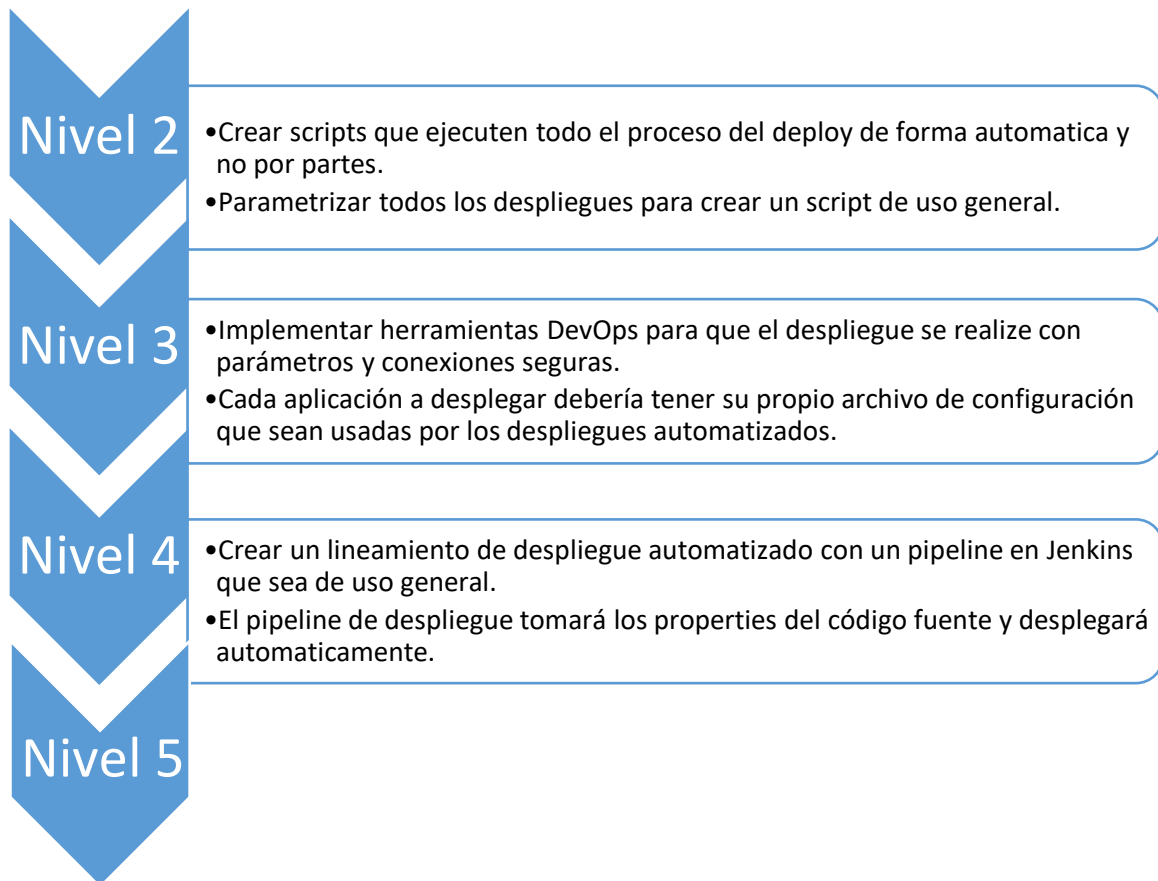 Nivel 2
•Crear scripts que ejecuten todo el proceso del deploy de forma automatica y
no por partes.
•Parametrizar todos los despliegues para crear un script de uso general.
Nivel 3
•Implementar herramientas DevOps para que el despliegue se realize con
parámetros y conexiones seguras.
•Cada aplicación a desplegar debería tener su propio archivo de configuración
que sean usadas por los despliegues automatizados.
Nivel 4
•Crear un lineamiento de despliegue automatizado con un pipeline en Jenkins
que sea de uso general.
•El pipeline de despliegue tomará los properties del código fuente y desplegará
automaticamente.
Nivel 5